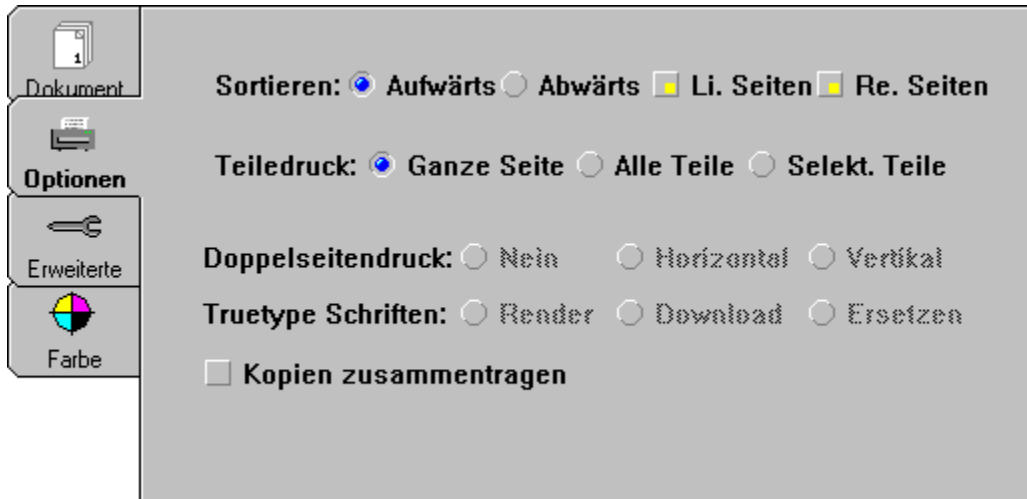 1
Dokument
Optionen
Erweiterte
Farbe
Sortieren: Aufwärts Abwärts Li. Seiten Re. Seiten
Teiledruck: Ganze Seite Alle Teile Selekt. Teile
Doppelseitendruck: Nein Horizontal Vertikal
Truetype Schriften: Render Download Ersetzen
Kopien zusammentragen